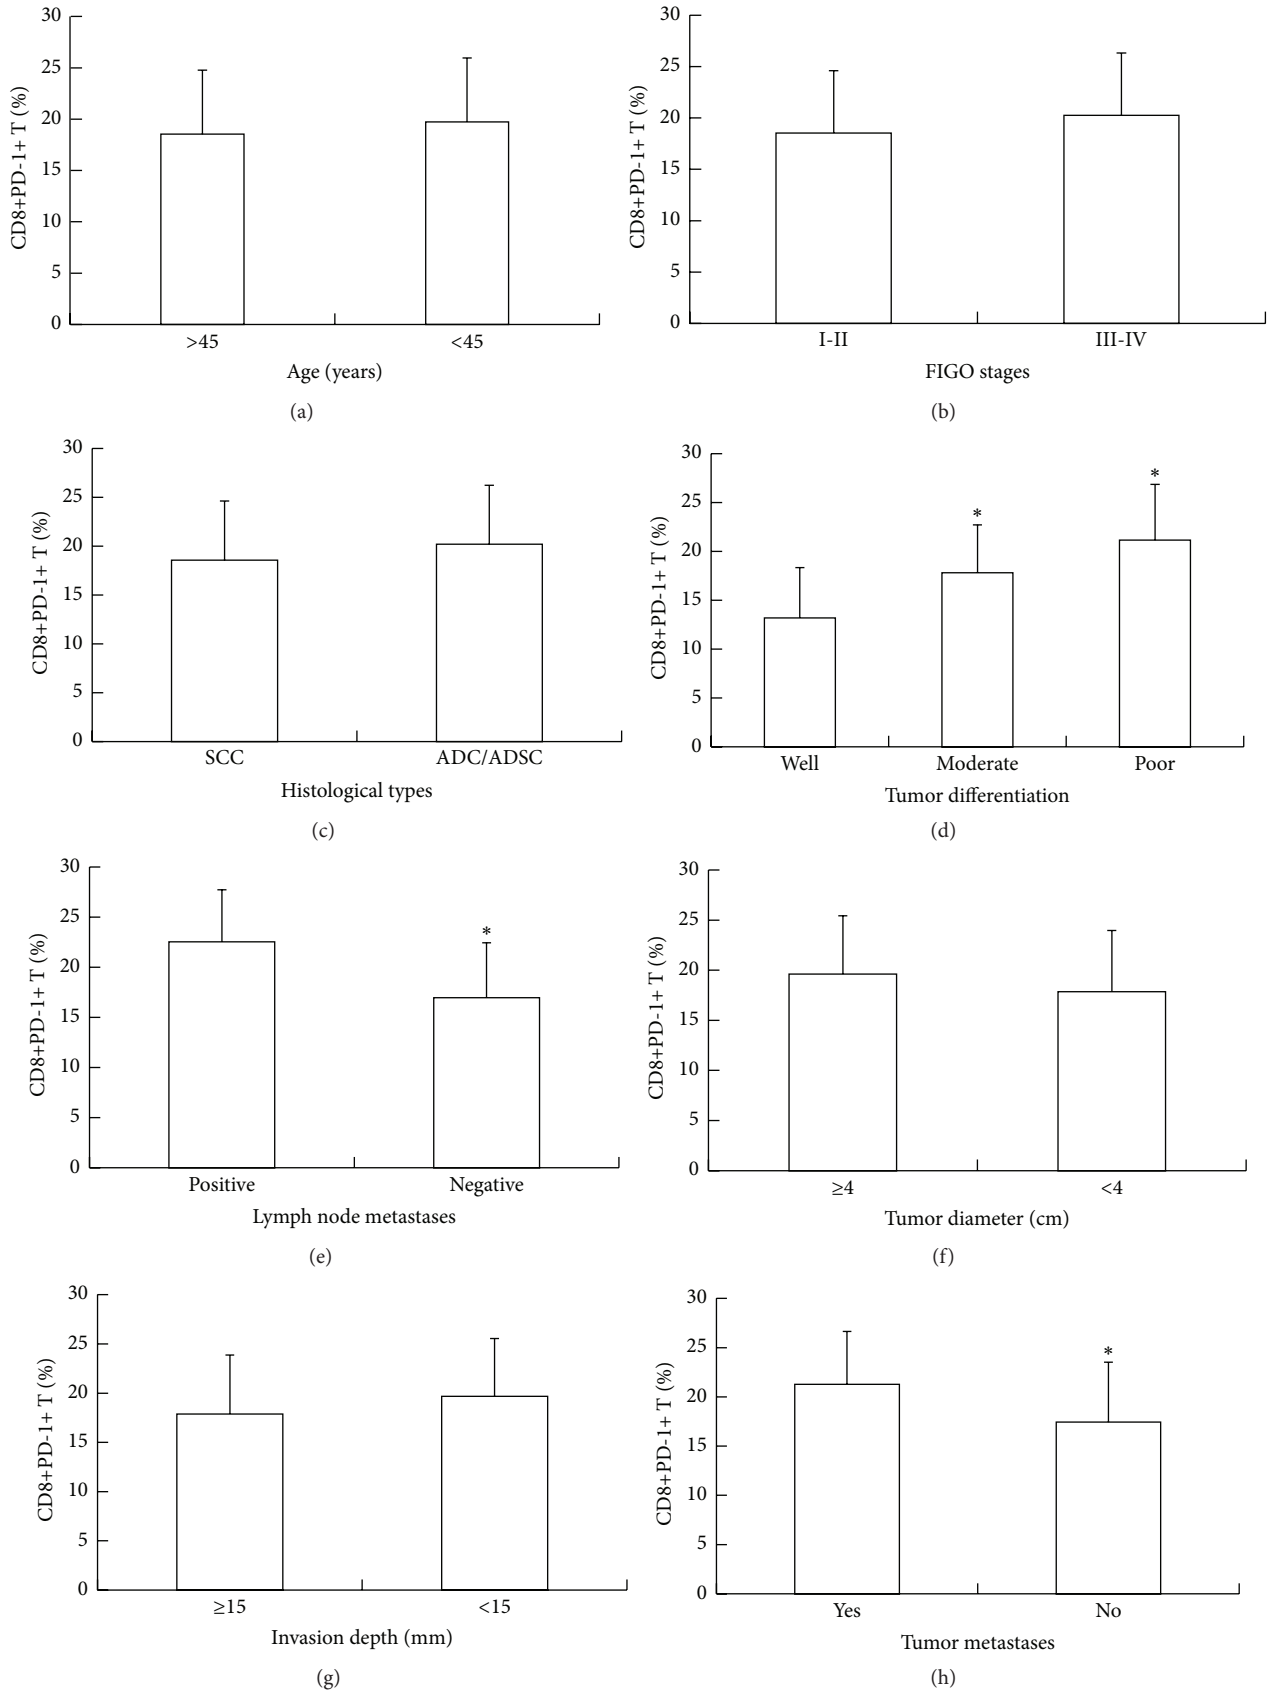 30
25
20
15
10
5
0
CD8+PD-1+ T (%)
>45
<45
Age (years)
(a)
30
25
20
15
10
5
0
CD8+PD-1+ T (%)
I-II
III-IV
FIGO stages
(b)
30
25
20
15
10
5
0
CD8+PD-1+ T (%)
SCC
ADC/ADSC
Histological types
(c)
30
25
20
15
10
5
0
CD8+PD-1+ T (%)
*
*
Well
Moderate
Poor
Tumor differentiation
(d)
30
25
20
15
10
5
0
CD8+PD-1+ T (%)
*
Positive
Negative
Lymph node metastases
(e)
30
25
20
15
10
5
0
CD8+PD-1+ T (%)
≥4
<4
Tumor diameter (cm)
(f)
30
25
20
15
10
5
0
CD8+PD-1+ T (%)
≥15
<15
Invasion depth (mm)
(g)
30
25
20
15
10
5
0
CD8+PD-1+ T (%)
*
Yes
No
Tumor metastases
(h)